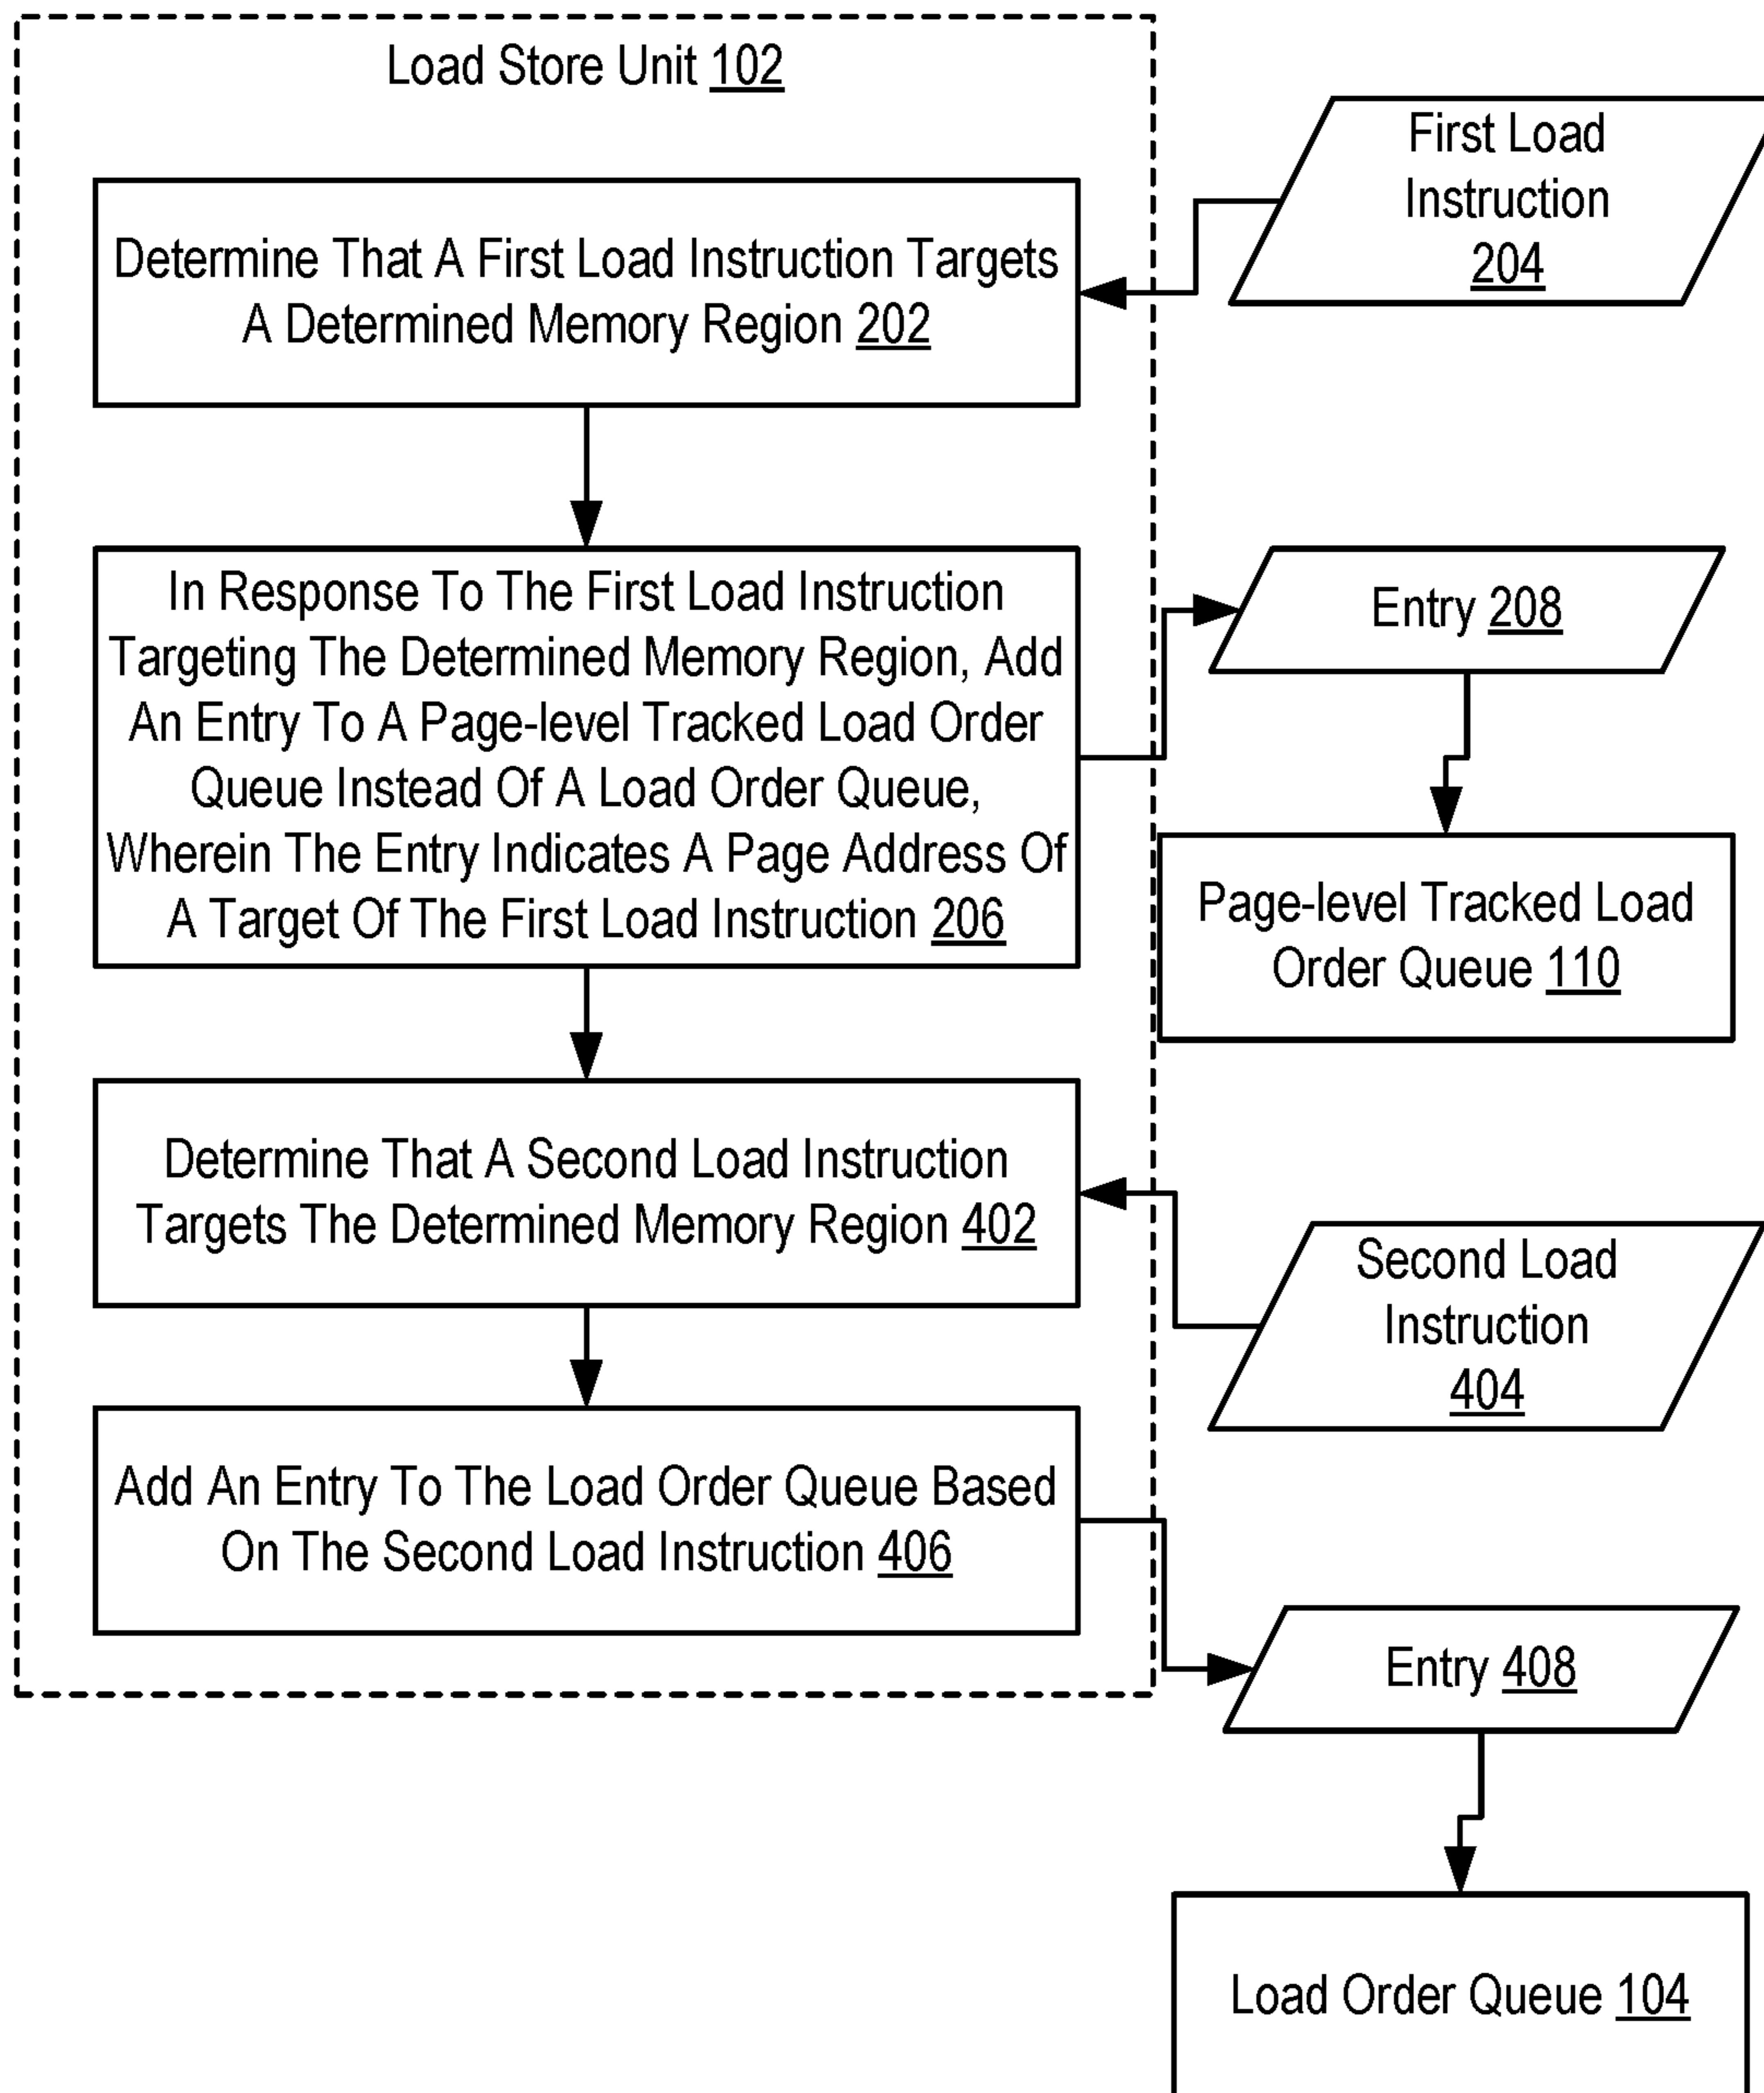 Load Store Unit 102
First Load
Instruction
204
Determine That A First Load Instruction Targets
A Determined Memory Region 202
In Response To The First Load Instruction
Targeting The Determined Memory Region, Add
An Entry To A Page-level Tracked Load Order
Queue Instead Of A Load Order Queue,
Wherein The Entry Indicates A Page Address Of
A Target Of The First Load Instruction 206
Entry 208
Page-level Tracked Load
Order Queue 110
Determine That A Second Load Instruction
Targets The Determined Memory Region 402
Second Load
Instruction
404
Add An Entry To The Load Order Queue Based
On The Second Load Instruction 406
Entry 408
Load Order Queue 104